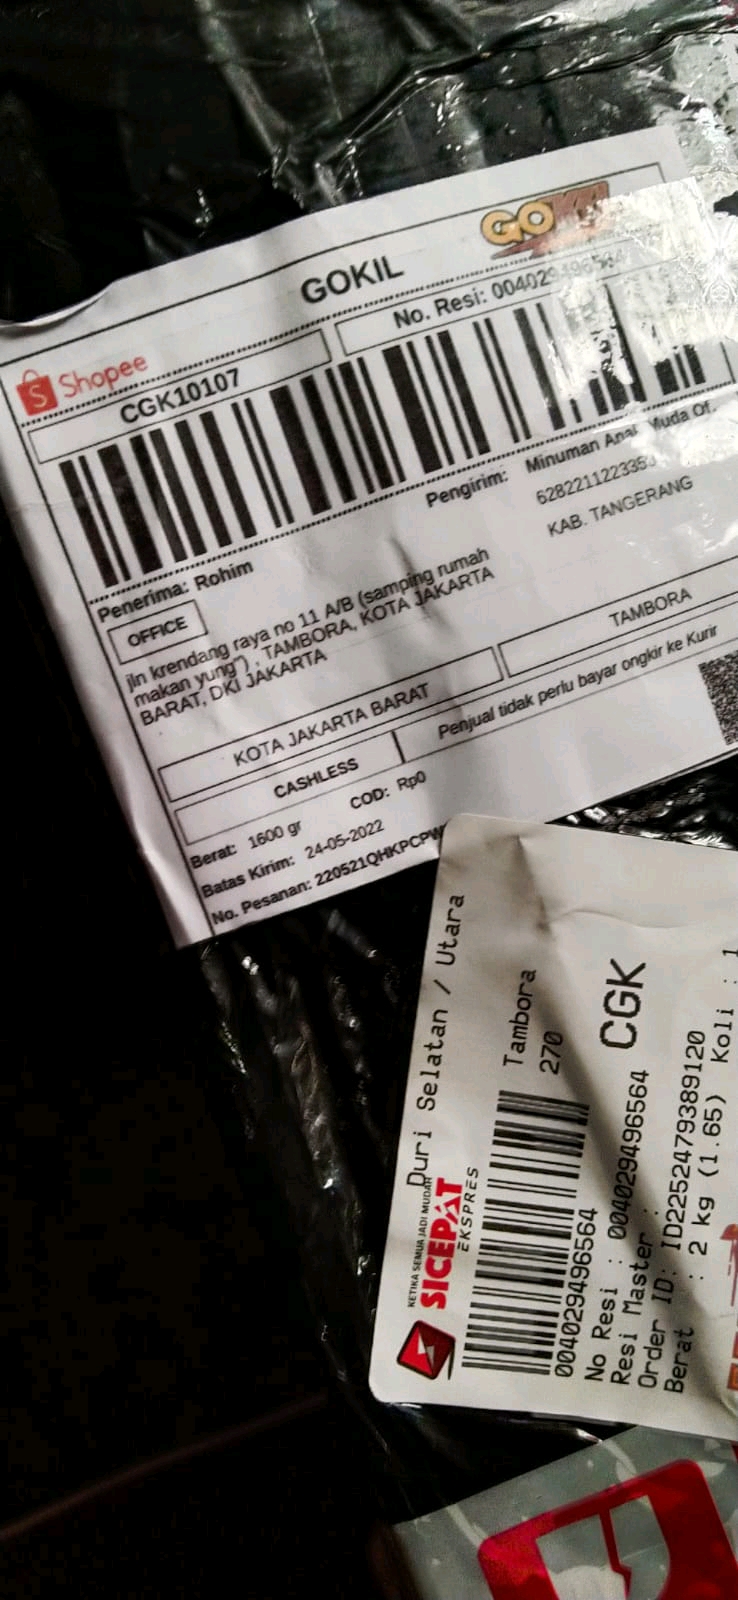 GOKIL
GO
Shopee
No. Resi: 004029496564
CGK10107
Pengirim: Minuman Anak Muda Of.
KAB. TANGERANG
Penerima: Rohim
OFFICE
jln krendang raya no 11 A/B (samping rumah
makan yung") , TAMBORA, KOTA JAKARTA
BARAT, DKI JAKARTA
KOTA JAKARTA BARAT
TAMBORA
CASHLESS
Penjual tidak perlu bayar ongkir ke Kurir
Berat: 1600 gr
COD: Rp0
Batas Kirim: 24-05-2022
No. Pesanan:
Duri Selatan / Utara
KETIKA SEMUA JADI MUDAH
SICEPAT
EKSPRES
Tambora
270
004029496564
CGK
No Resi : 004029496564
Resi Master :
Order ID: ID2252479389120
Berat : 2 kg (1.65) Koli : 1